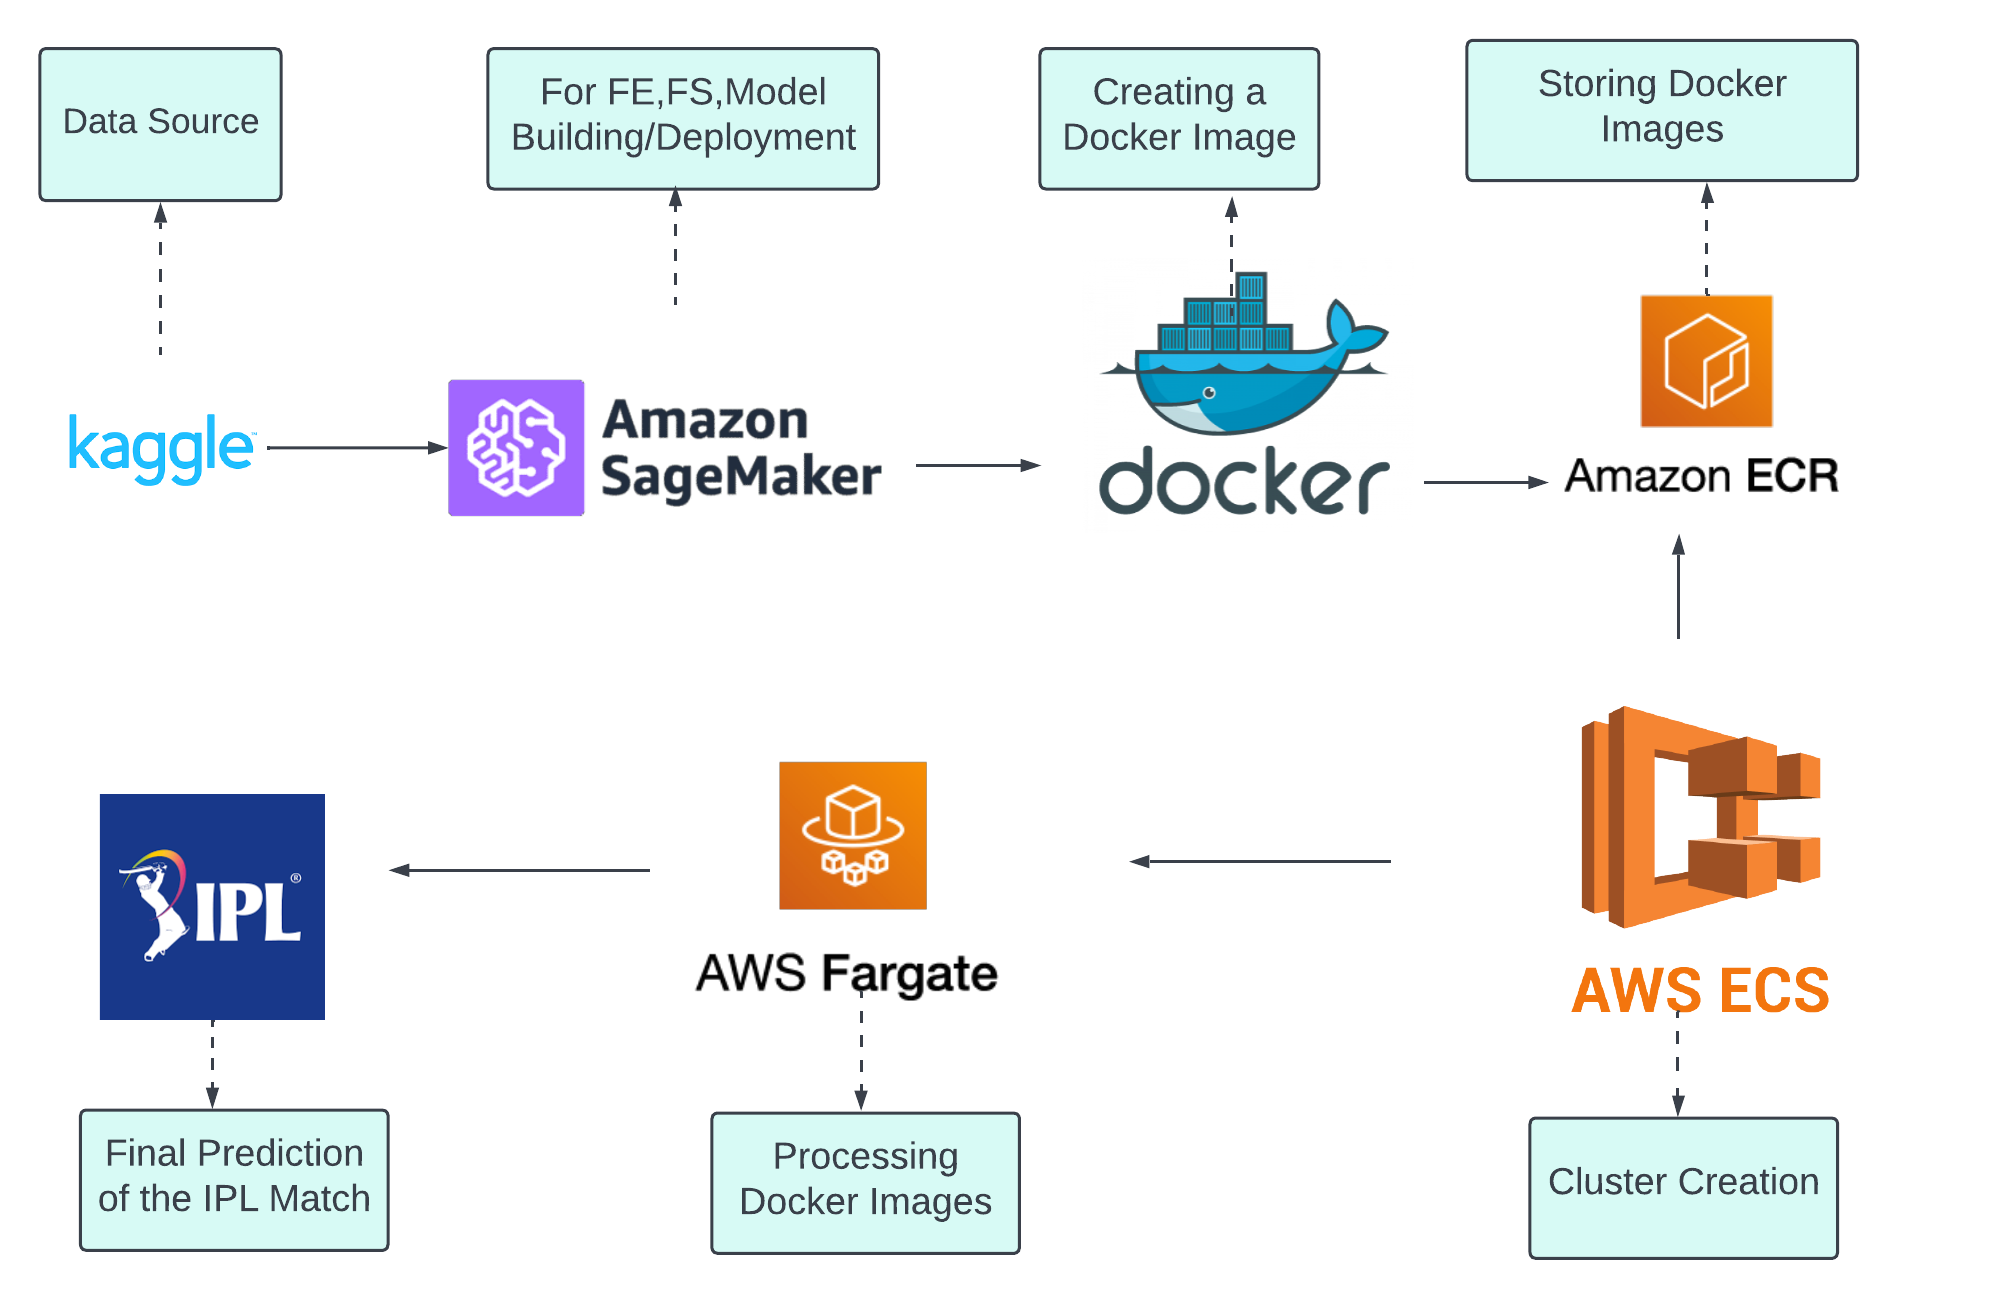 Data Source
For FE,FS,Model
Building/Deployment
Creating a
Docker Image
Storing Docker
Images
kaggle™
Amazon
SageMaker
docker
Amazon ECR
IPL®
AWS Fargate
AWS ECS
Final Prediction
of the IPL Match
Processing
Docker Images
Cluster Creation